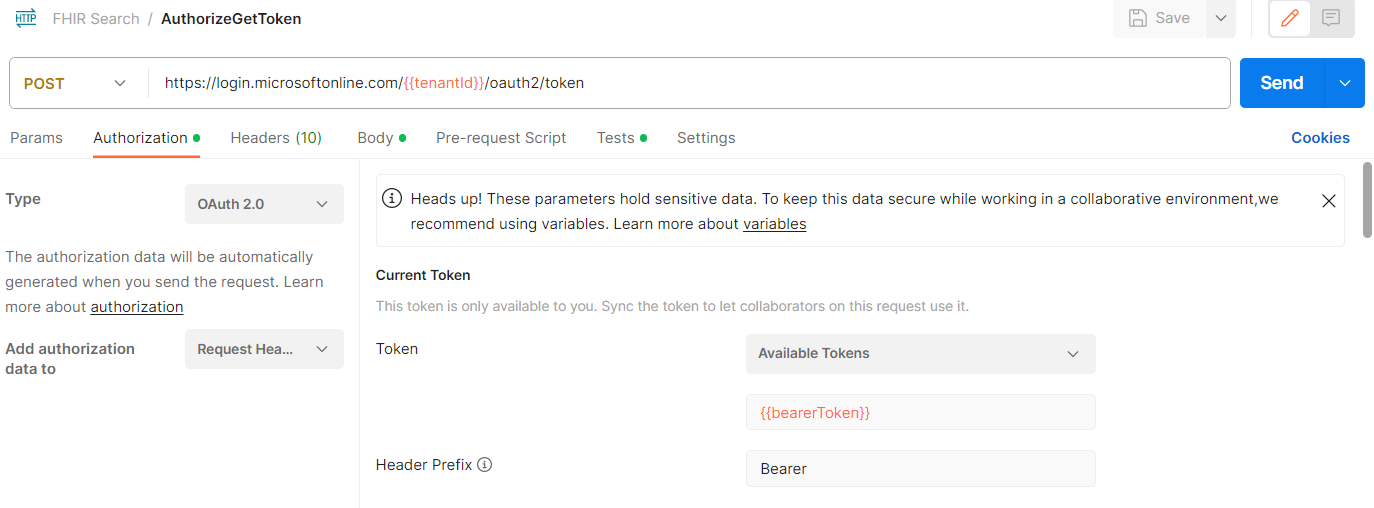 HTTP FHIR Search / AuthorizeGetToken Save
POST https://login.microsoftonline.com/{{tenantId}}/oauth2/token Send
Params Authorization Headers (10) Body Pre-request Script Tests Settings Cookies
Type OAuth 2.0
The authorization data will be automatically
generated when you send the request. Learn
more about authorization
Add authorization
data to Request Hea...
Heads up! These parameters hold sensitive data. To keep this data secure while working in a collaborative environment,we
recommend using variables. Learn more about variables
Current Token
This token is only available to you. Sync the token to let collaborators on this request use it.
Token Available Tokens
{{bearerToken}}
Header Prefix Bearer